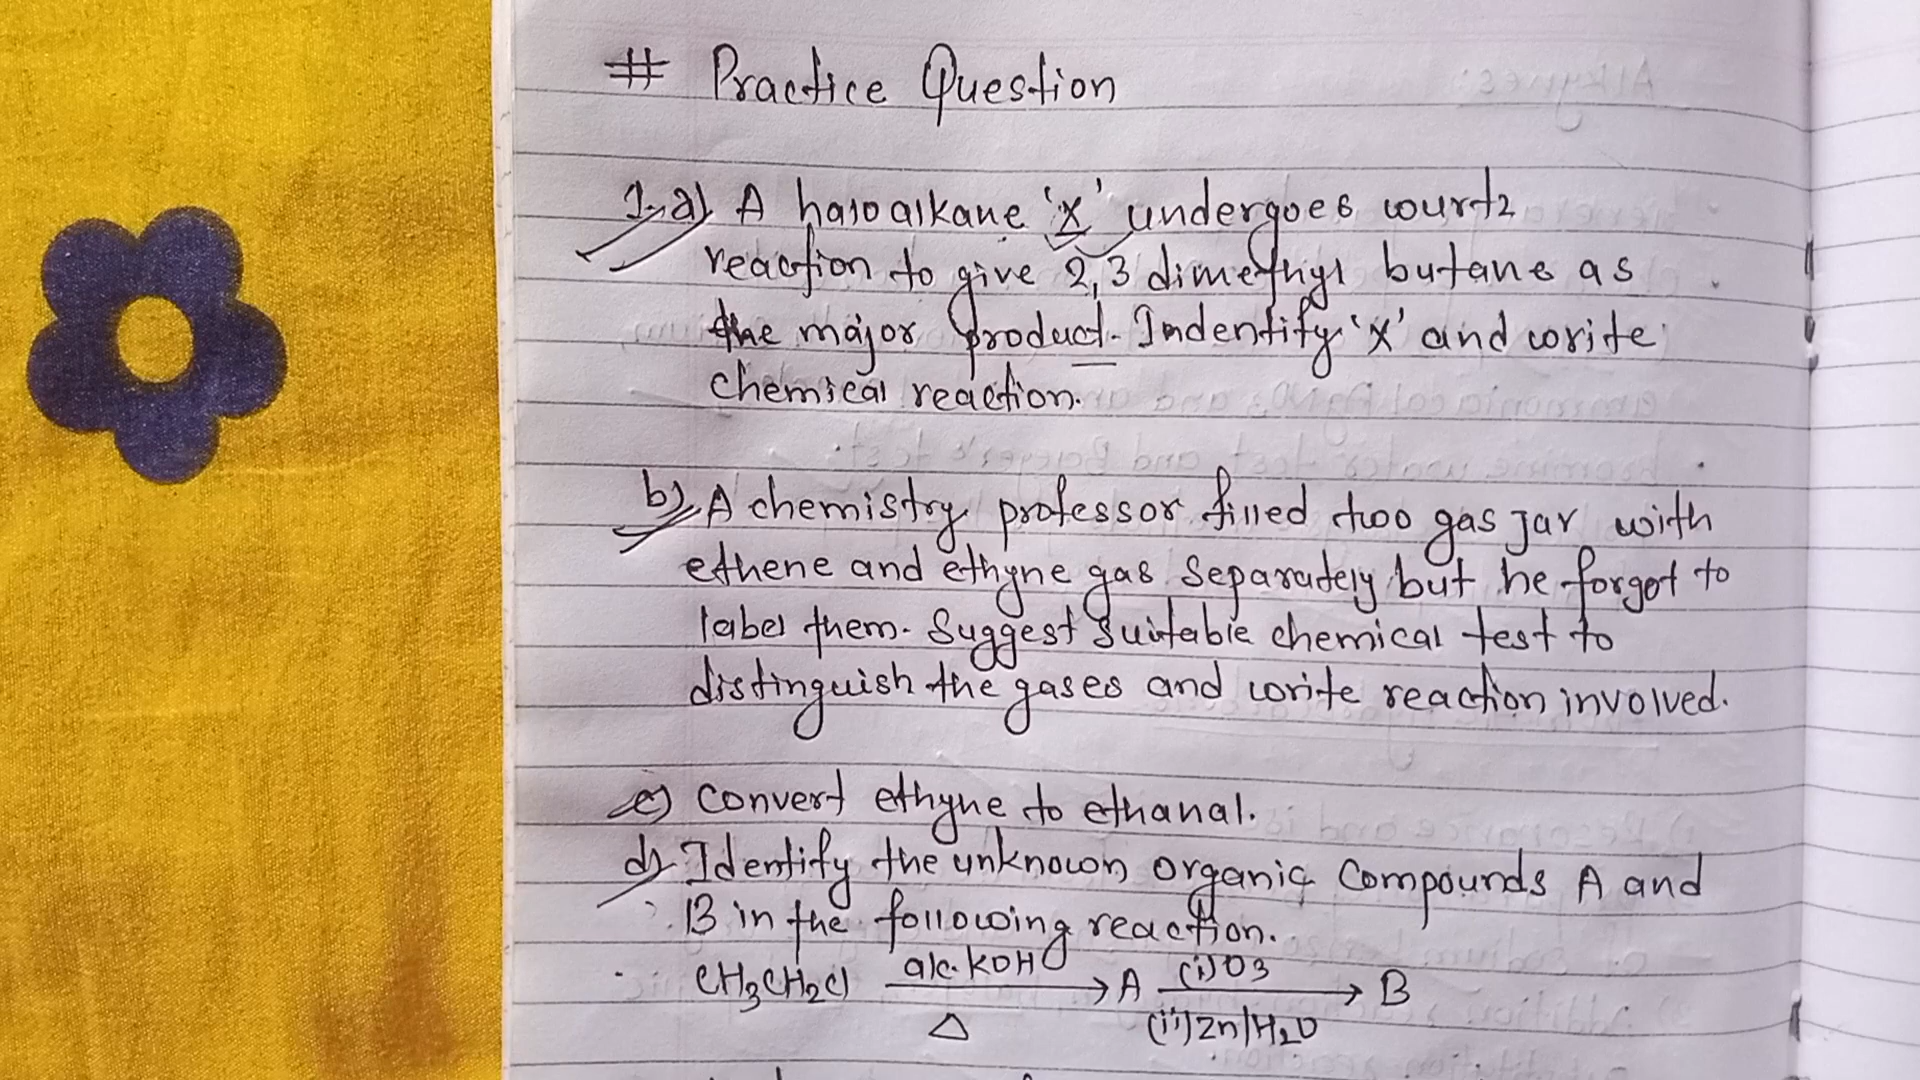 # Practice Question
1. a) A haloalkane 'X' undergoes wurtz
reaction to give 2,3 dimethyl butane as
the major product. Indentify 'X' and write
chemical reaction.
b) A chemistry professor filled two gas jar with
ethene and ethyne gas separately but he forgot to
label them. Suggest suitable chemical test to
distinguish the gases and write reaction involved.
c) Convert ethyne to ethanal.
d) Identify the unknown organic compounds A and
B in the following reaction.
CH3CH2Cl alc. KOH → A (i) O3 → B
Δ (ii) Zn/H2O